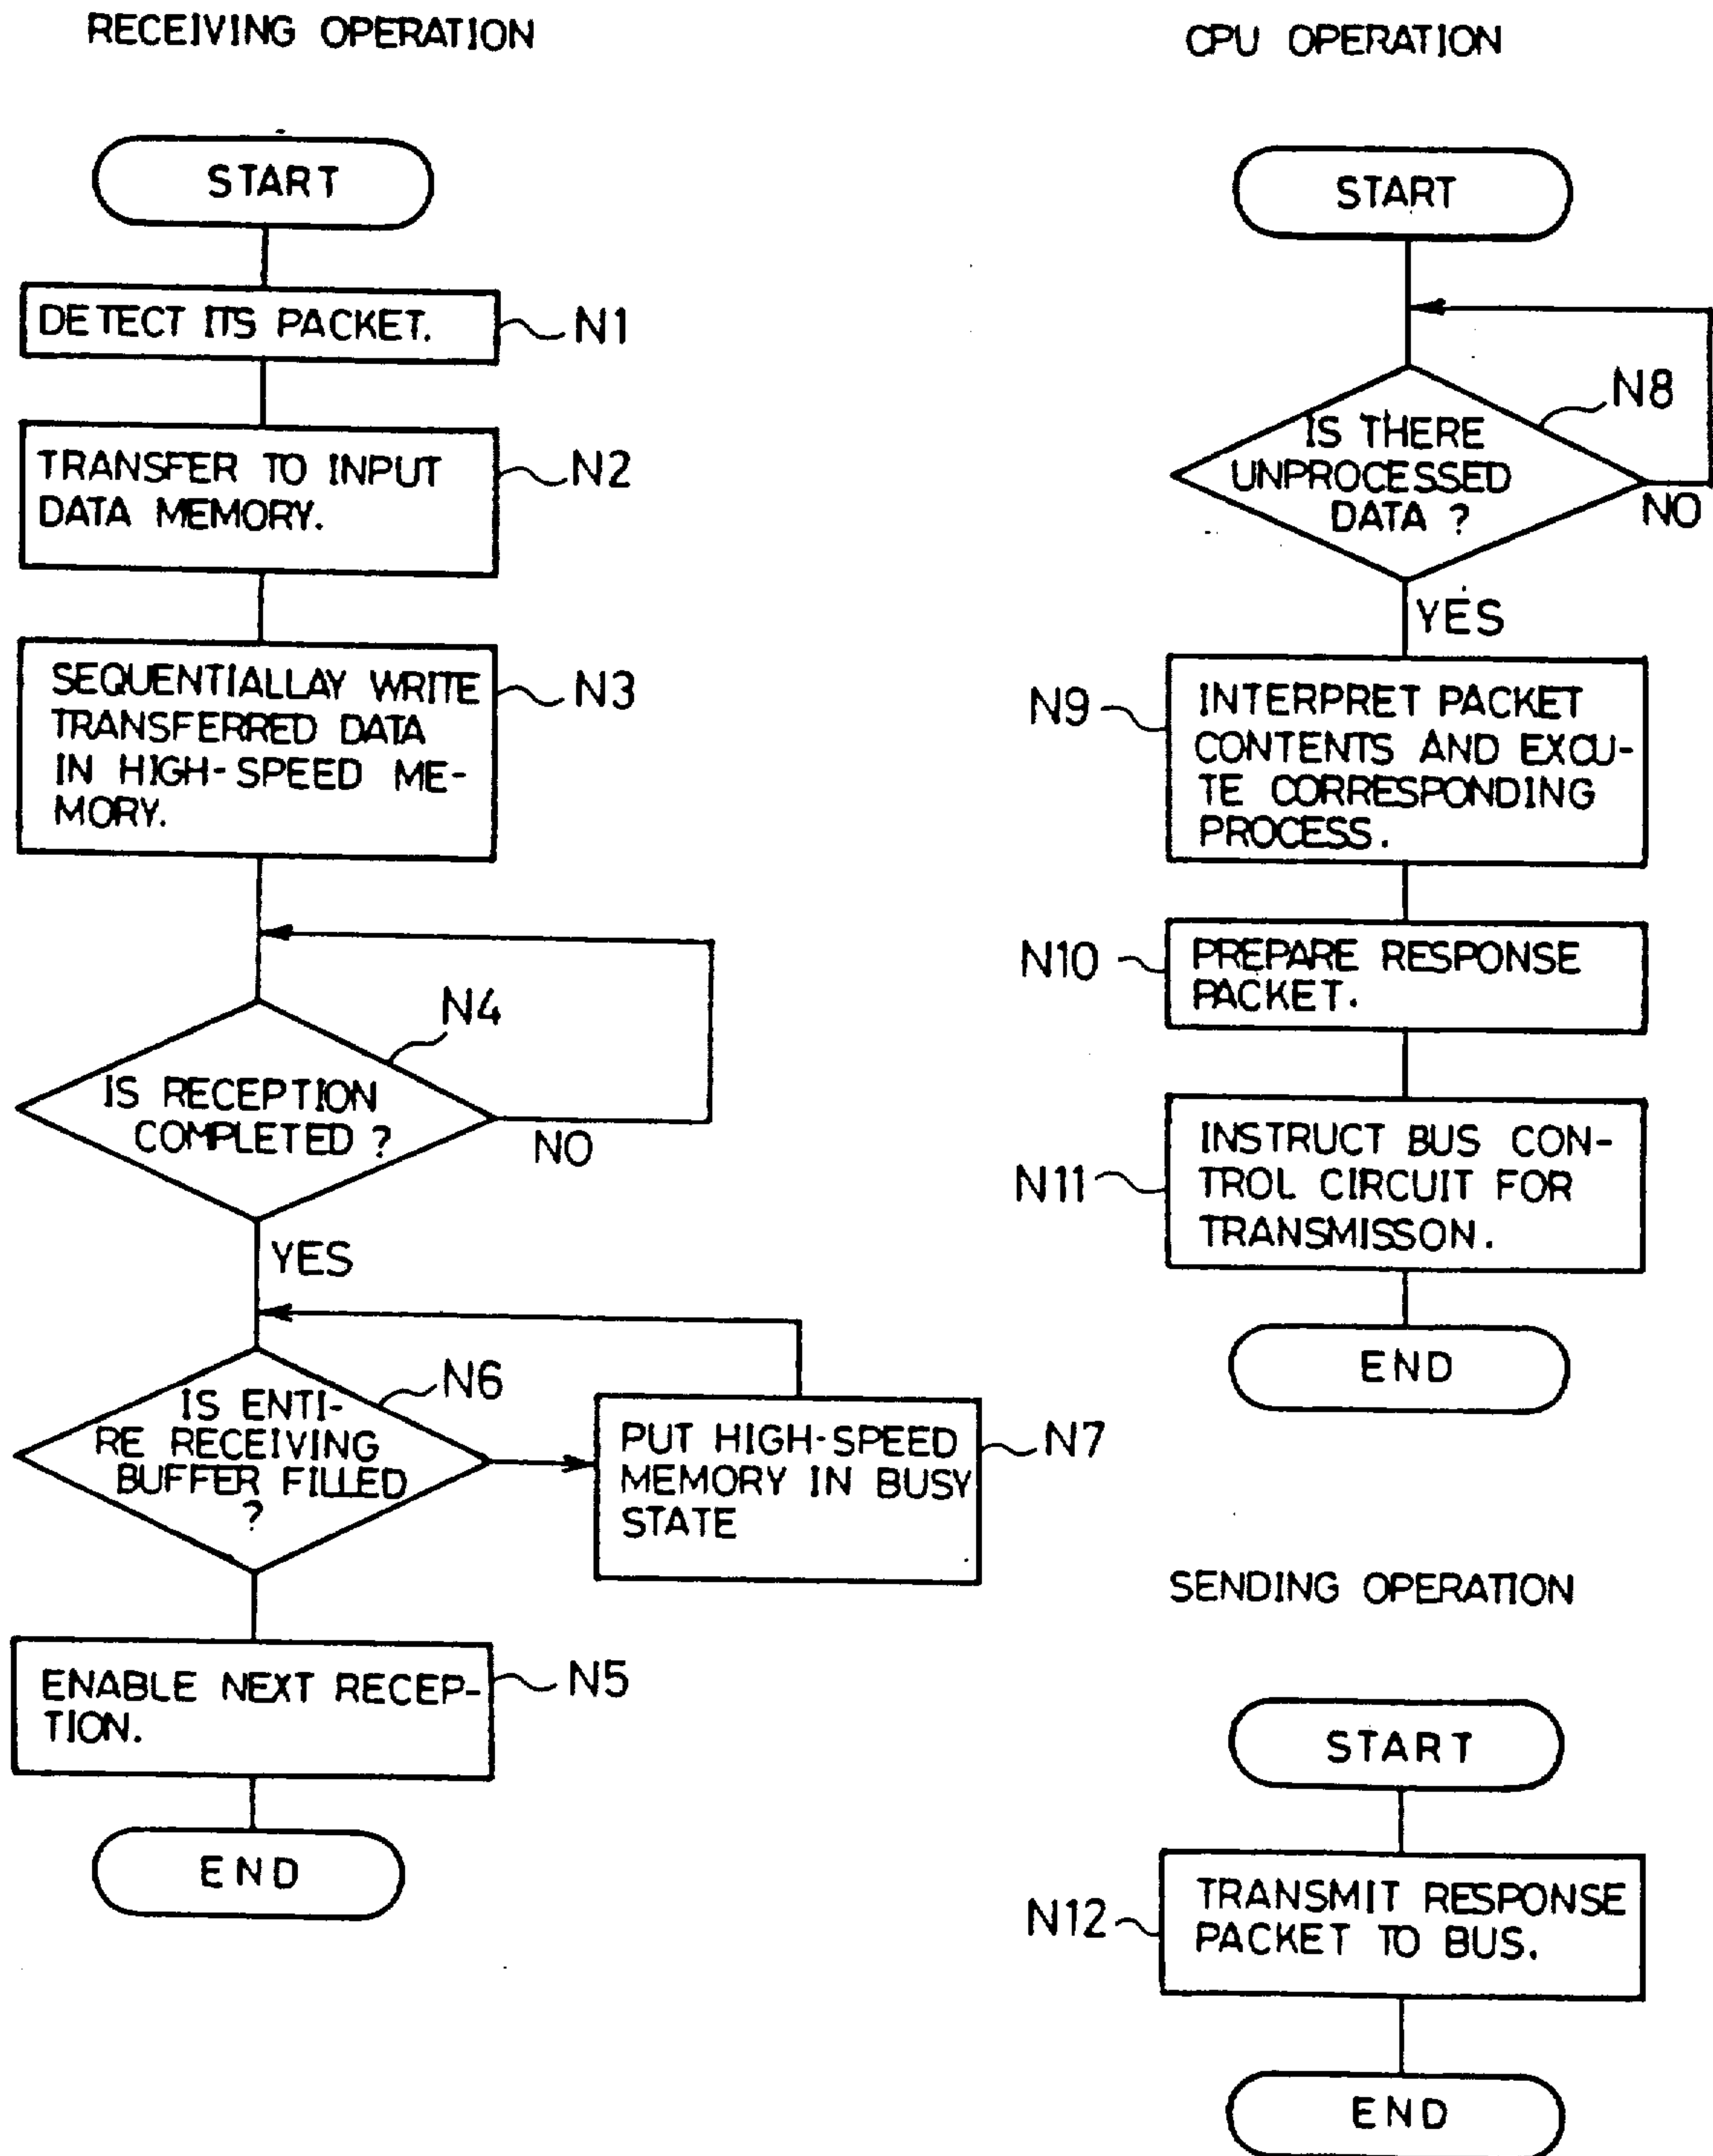 RECEIVING OPERATION
START
DETECT ITS PACKET.
N1
TRANSFER TO INPUT
DATA MEMORY.
N2
SEQUENTIALLAY WRITE
TRANSFERRED DATA
IN HIGH-SPEED ME-
MORY.
N3
N4
IS RECEPTION
COMPLETED ?
NO
YES
N6
IS ENTI-
RE RECEIVING
BUFFER FILLED
?
PUT HIGH-SPEED
MEMORY IN BUSY
STATE
N7
ENABLE NEXT RECEP-
TION.
N5
END
CPU OPERATION
START
N8
IS THERE
UNPROCESSED
DATA ?
NO
YES
N9
INTERPRET PACKET
CONTENTS AND EXCU-
TE CORRESPONDING
PROCESS.
N10
PREPARE RESPONSE
PACKET.
N11
INSTRUCT BUS CON-
TROL CIRCUIT FOR
TRANSMISSON.
END
SENDING OPERATION
START
N12
TRANSMIT RESPONSE
PACKET TO BUS.
END